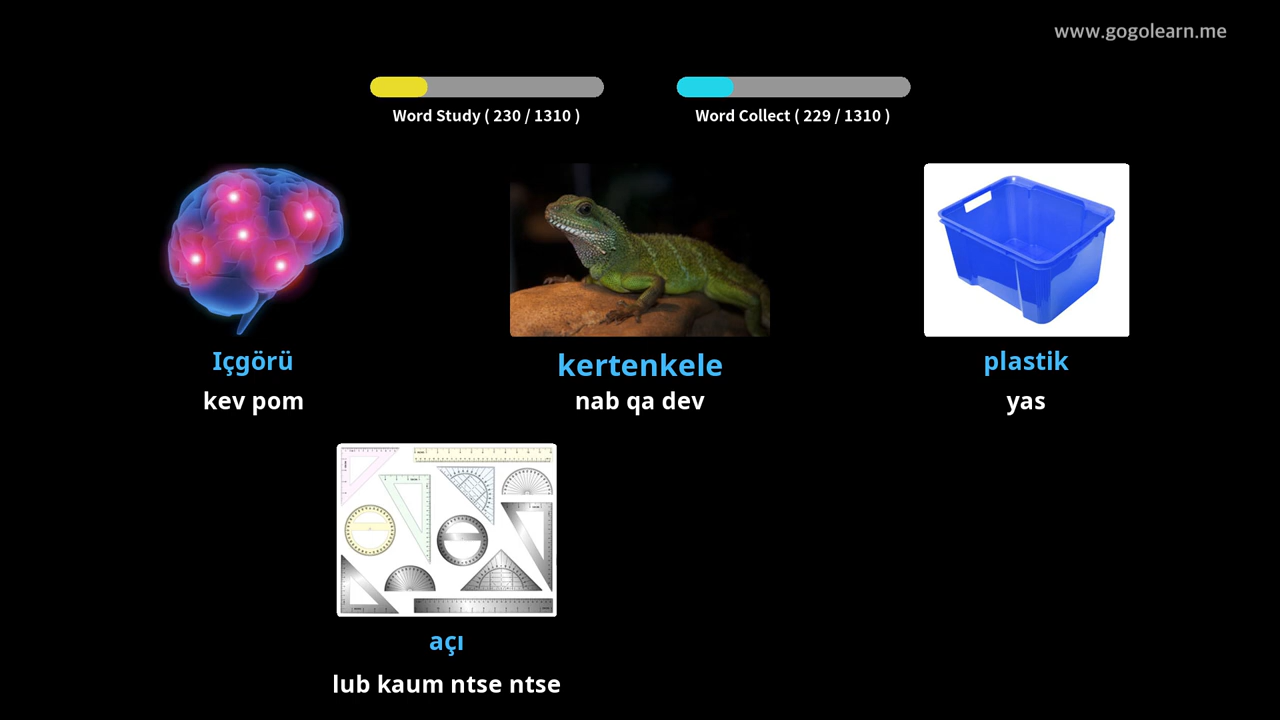 www.gogolearn.me
Word Study ( 230 / 1310 )
Word Collect ( 229 / 1310 )
Içgörü
kev pom
kertenkele
nab qa dev
plastik
yas
açı
lub kaum ntse ntse